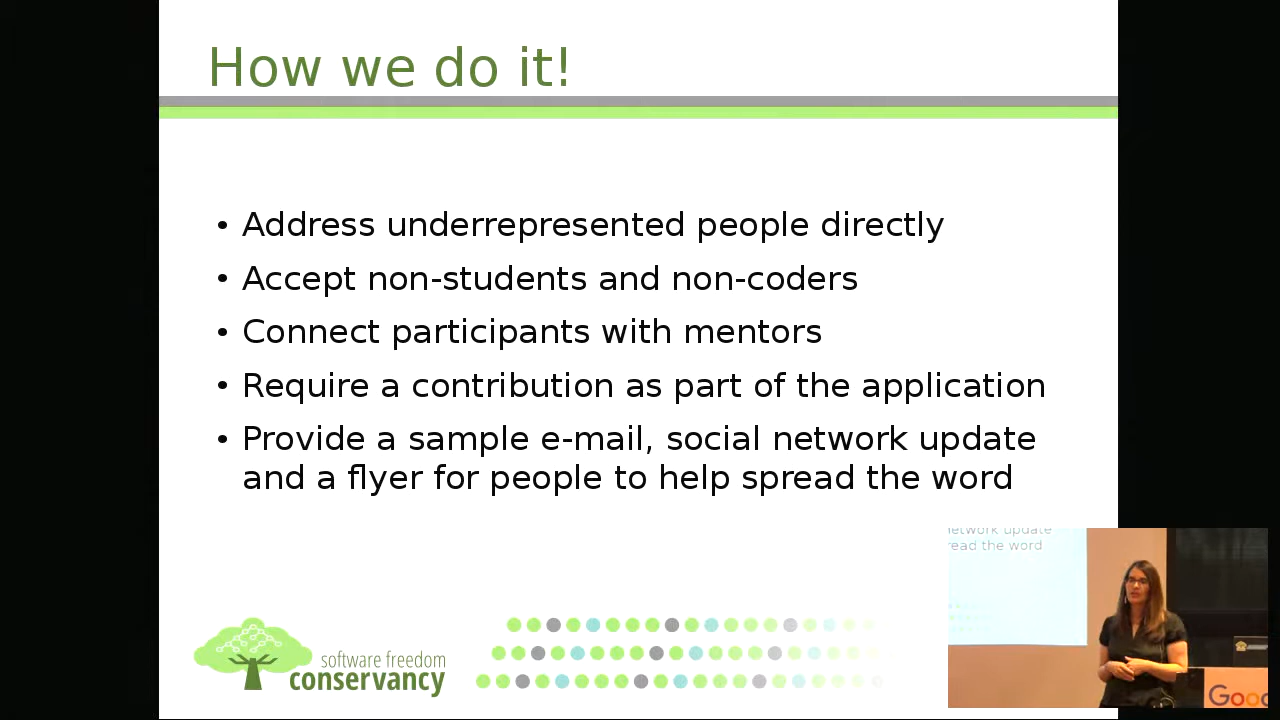 How we do it!
• Address underrepresented people directly
• Accept non-students and non-coders
• Connect participants with mentors
• Require a contribution as part of the application
• Provide a sample e-mail, social network update
and a flyer for people to help spread the word
network update
read the word
software freedom
conservancy
Goo